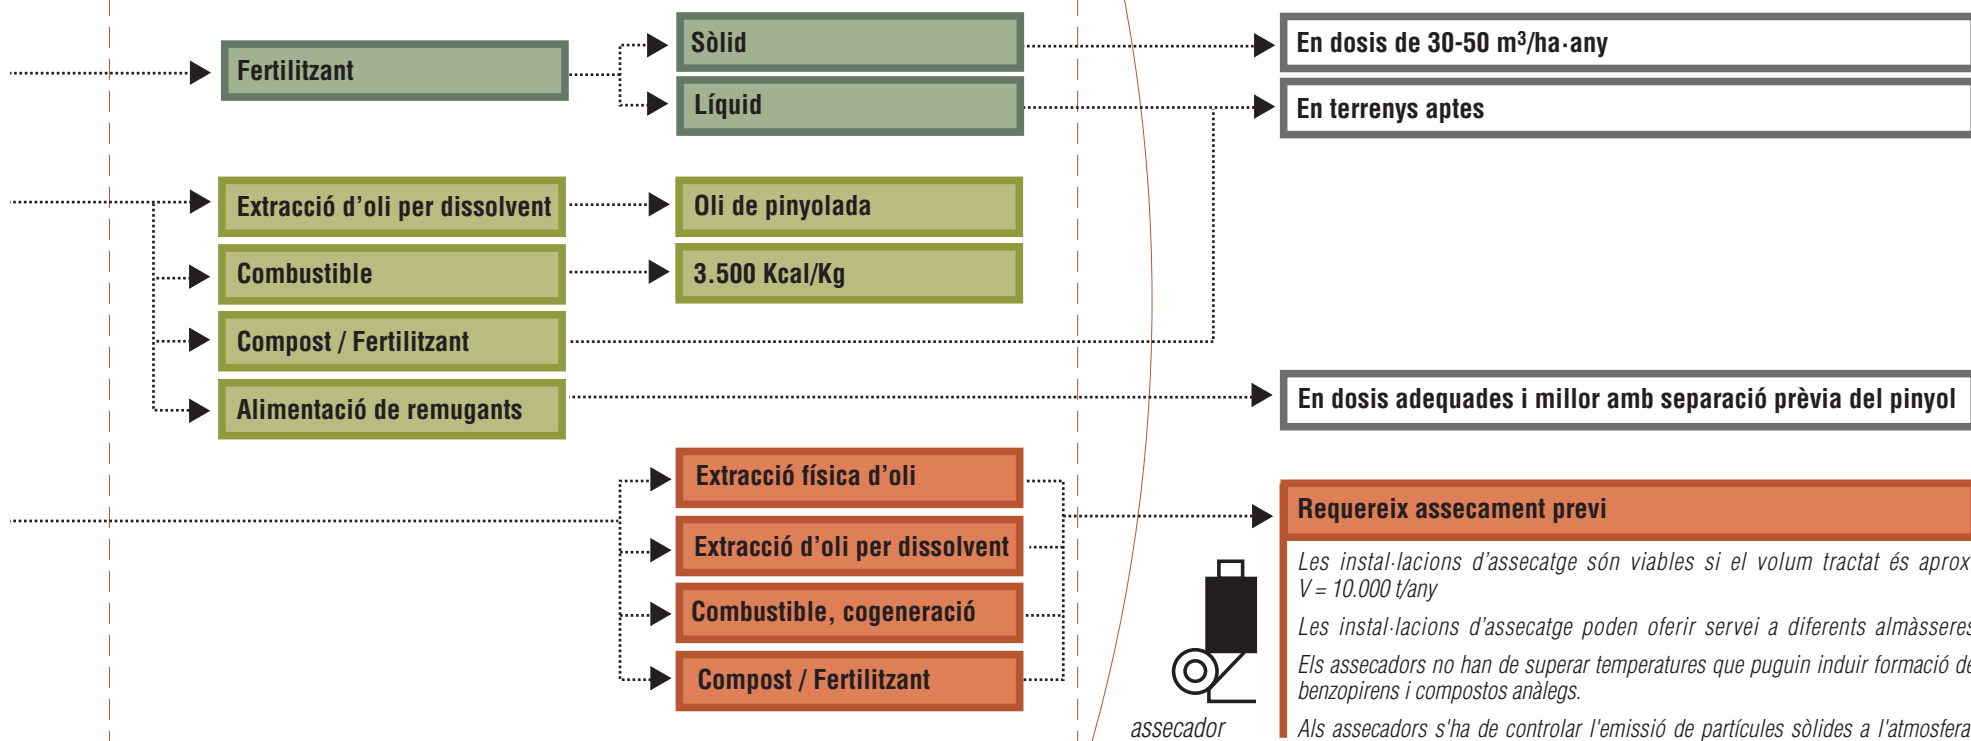 Fertilitzant
Sòlid
Líquid
En dosis de 30-50 m³/ha·any
En terrenys aptes
Extracció d’oli per dissolvent
Oli de pinyolada
Combustible
3.500 Kcal/Kg
Compost / Fertilitzant
Alimentació de remugants
En dosis adequades i millor amb separació prèvia del pinyol
Extracció física d’oli
Extracció d’oli per dissolvent
Combustible, cogeneració
Compost / Fertilitzant
assecador
Requereix assecament previ
Les instal·lacions d’assecatge són viables si el volum tractat és aprox
V = 10.000 t/any
Les instal·lacions d’assecatge poden oferir servei a diferents almàsseres
Els assecadors no han de superar temperatures que puguin induir formació de
benzopirens i compostos anàlegs.
Als assecadors s'ha de controlar l'emissió de partícules sòlides a l'atmosfera